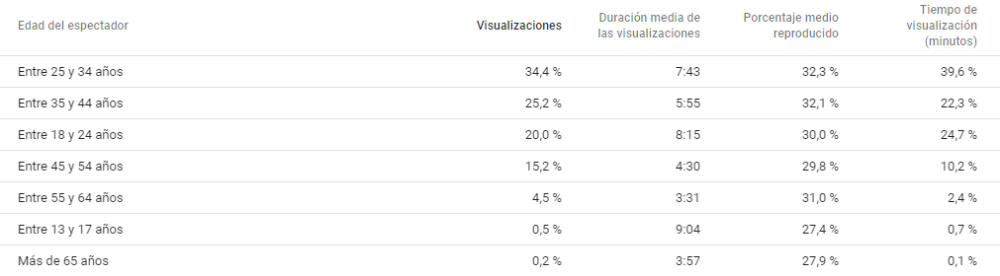 Edad del espectador Visualizaciones Duración media de las visualizaciones Porcentaje medio reproducido Tiempo de visualización (minutos)
Entre 25 y 34 años 34,4 % 7:43 32,3 % 39,6 %
Entre 35 y 44 años 25,2 % 5:55 32,1 % 22,3 %
Entre 18 y 24 años 20,0 % 8:15 30,0 % 24,7 %
Entre 45 y 54 años 15,2 % 4:30 29,8 % 10,2 %
Entre 55 y 64 años 4,5 % 3:31 31,0 % 2,4 %
Entre 13 y 17 años 0,5 % 9:04 27,4 % 0,7 %
Más de 65 años 0,2 % 3:57 27,9 % 0,1 %